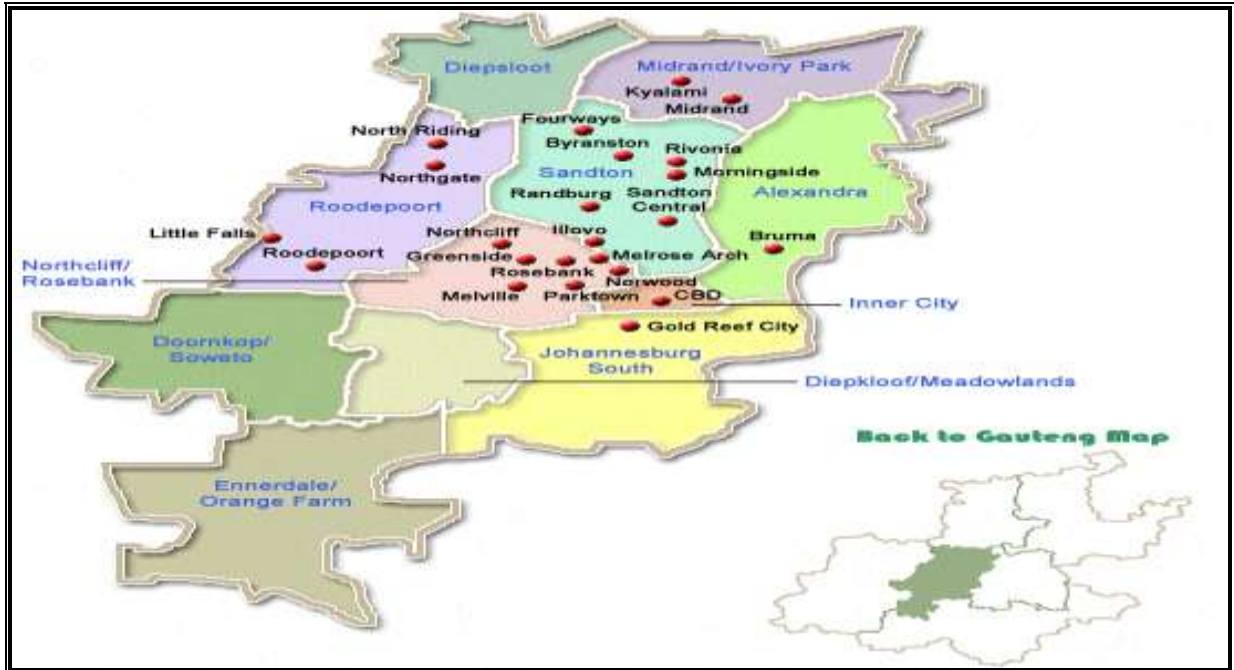 Diepsloot
Midrand/Ivory Park
Kyalami
Midrand
Fourways
North Riding
Byranston
Rivonia
Sandton
Northgate
Morningside
Randburg
Sandton
Central
Alexandra
Roodepoort
Little Falls
Northcliff
Illovo
Bruma
Roodepoort
Greenside
Melrose Arch
Northcliff/
Rosebank
Rosebank
Norwood
Melville
Parktown
CBD
Inner City
Gold Reef City
Doornkop/
Soweto
Johannesburg
South
Diepkloof/Meadowlands
Back to Gauteng Map
Ennerdale/
Orange Farm